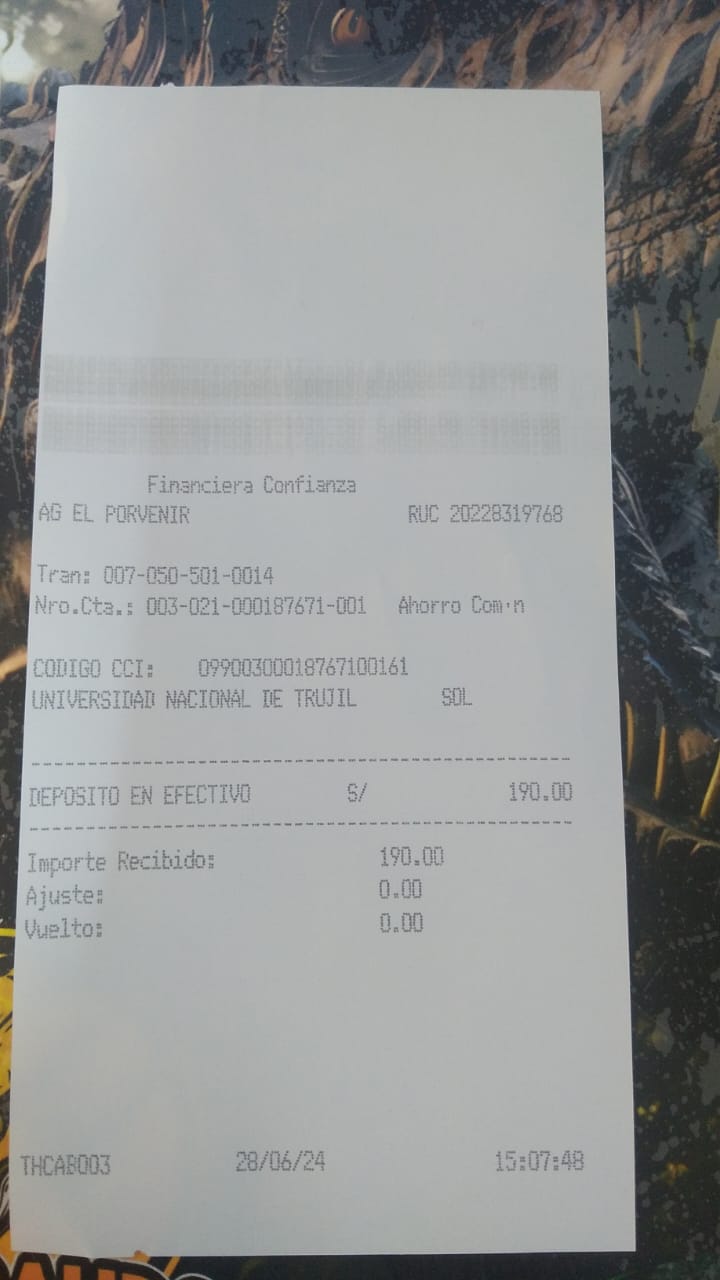 Financiera Confianza
AG EL PORVENIR RUC 20228319768
Tran: 007-050-501-0014
Nro.Cta.: 003-021-000187671-001 Ahorro Com·n
CODIGO CCI: 09900300018767100161
UNIVERSIDAD NACIONAL DE TRUJIL SOL
DEPOSITO EN EFECTIVO S/ 190.00
Importe Recibido: 190.00
Ajuste: 0.00
Vuelto: 0.00
THCAB003 28/06/24 15:07:48